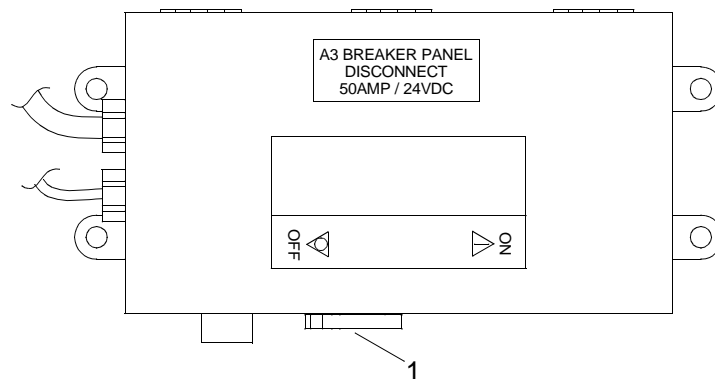 A3 BREAKER PANEL
DISCONNECT
50AMP / 24VDC
OFF
ON
1